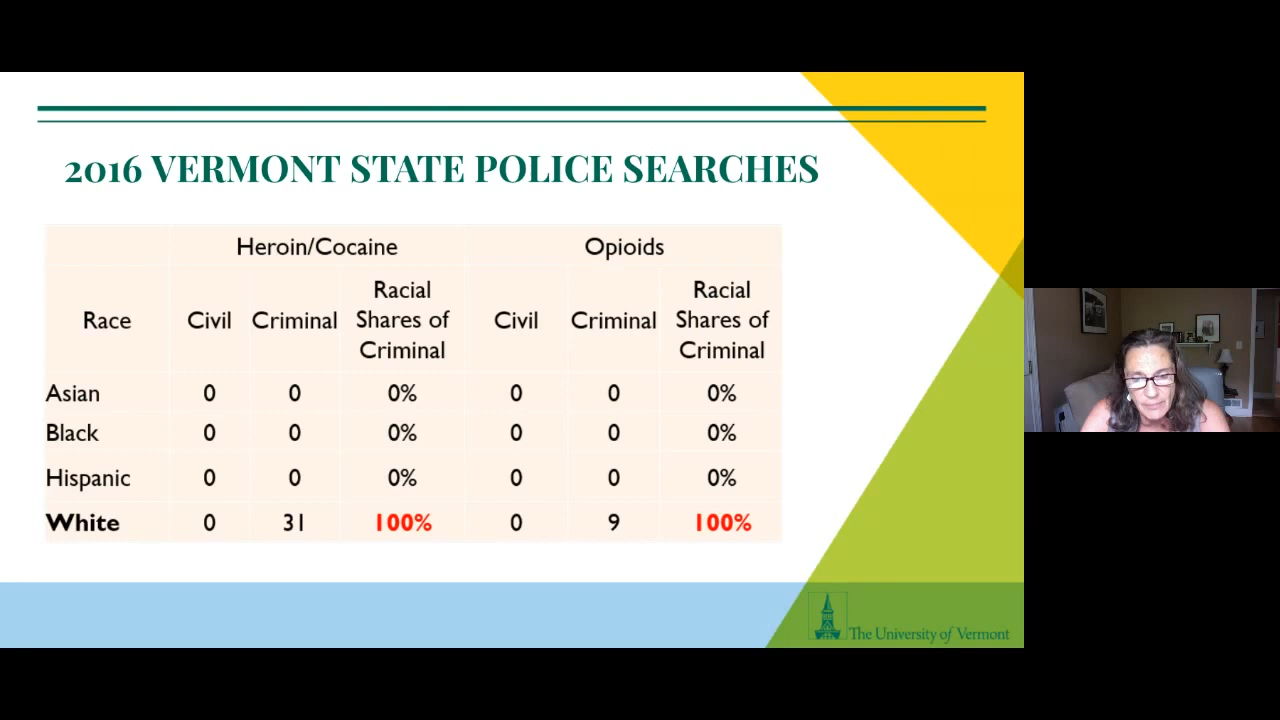 2016 VERMONT STATE POLICE SEARCHES
Heroin/Cocaine Opioids
Race Civil Criminal Racial Shares of Criminal Civil Criminal Racial Shares of Criminal
Asian 0 0 0% 0 0 0%
Black 0 0 0% 0 0 0%
Hispanic 0 0 0% 0 0 0%
White 0 31 100% 0 9 100%
The University of Vermont